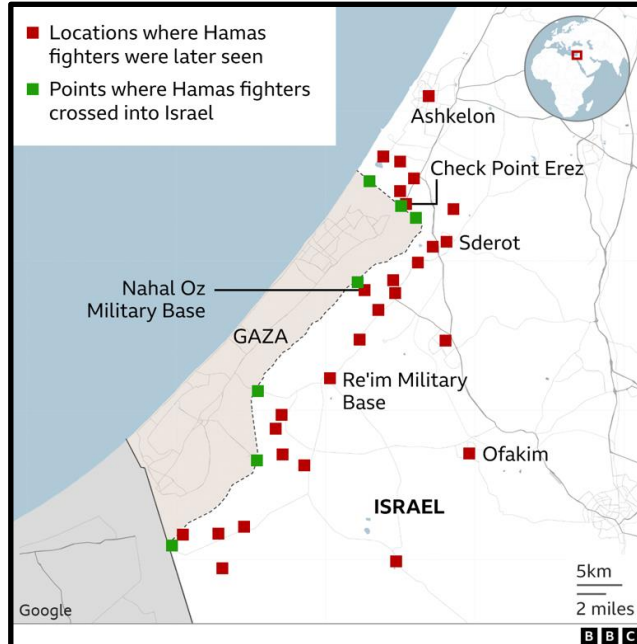 Locations where Hamas
fighters were later seen
Points where Hamas fighters
crossed into Israel
Ashkelon
Check Point Erez
Sderot
Nahal Oz
Military Base
GAZA
Re'im Military
Base
Ofakim
ISRAEL
5km
2 miles
Google
BBC